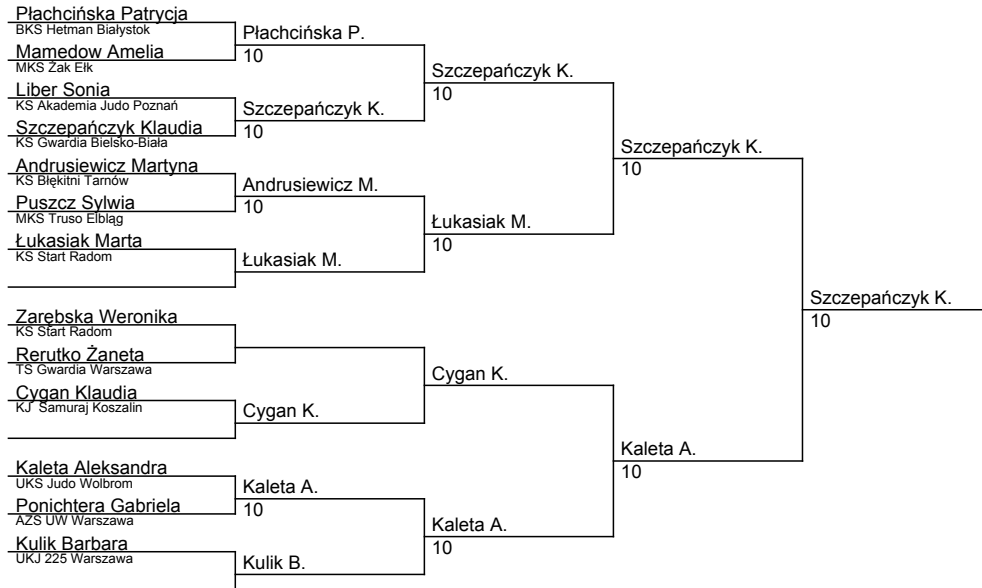 Płachcińska Patrycja
BKS Hetman Białystok
Mamedow Amelia
MKS Żak Ełk
Liber Sonia
KS Akademia Judo Poznań
Szczepańczyk Klaudia
KS Gwardia Bielsko-Biała
Andrusiewicz Martyna
KS Błękitni Tarnów
Puszcz Sylwia
MKS Truso Elbląg
Łukasiak Marta
KS Start Radom
Zarębska Weronika
KS Start Radom
Rerutko Żaneta
TS Gwardia Warszawa
Cygan Klaudia
KJ Samuraj Koszalin
Kaleta Aleksandra
UKS Judo Wolbrom
Ponichtera Gabriela
AZS UW Warszawa
Kulik Barbara
UKJ 225 Warszawa
Płachcińska P.
10
Szczepańczyk K.
10
Andrusiewicz M.
10
Łukasiak M.
Cygan K.
Kaleta A.
10
Kulik B.
Szczepańczyk K.
10
Łukasiak M.
10
Cygan K.
Kaleta A.
10
Szczepańczyk K.
10
Kaleta A.
10
Szczepańczyk K.
10